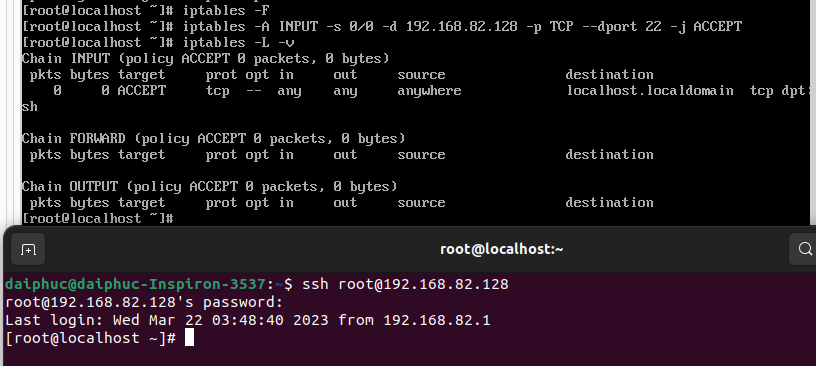 [root@localhost ~]# iptables -F
[root@localhost ~]# iptables -A INPUT -s 0/0 -d 192.168.82.128 -p TCP --dport 22 -j ACCEPT
[root@localhost ~]# iptables -L -v
Chain INPUT (policy ACCEPT 0 packets, 0 bytes)
 pkts bytes target     prot opt in     out     source               destination
    0     0 ACCEPT     tcp  --  any    any     anywhere             localhost.localdomain  tcp dpt:s
sh

Chain FORWARD (policy ACCEPT 0 packets, 0 bytes)
 pkts bytes target     prot opt in     out     source               destination

Chain OUTPUT (policy ACCEPT 0 packets, 0 bytes)
 pkts bytes target     prot opt in     out     source               destination
[root@localhost ~]#
root@localhost:~
daiphuc@daiphuc-Inspiron-3537:~$ ssh root@192.168.82.128
root@192.168.82.128's password:
Last login: Wed Mar 22 03:48:40 2023 from 192.168.82.1
[root@localhost ~]#